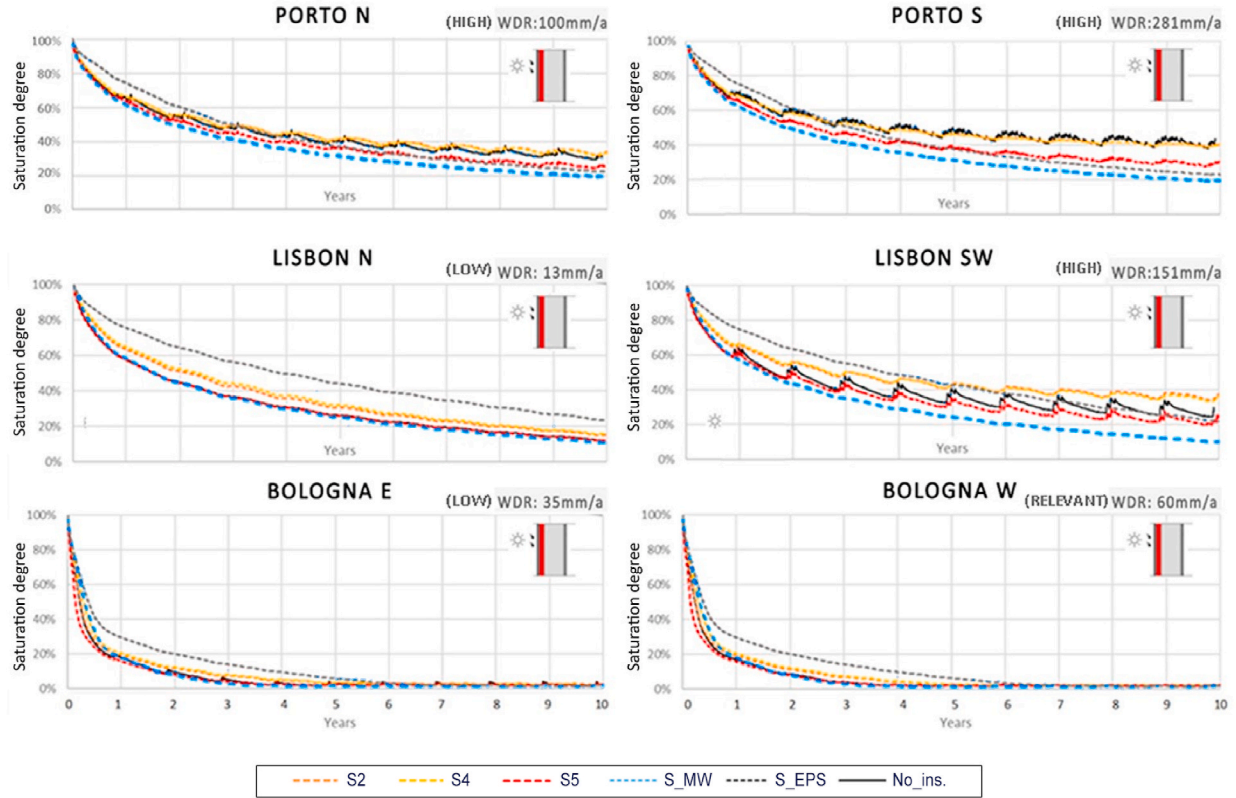 PORTO N
(HIGH) WDR:100mm/a
Saturation degree
100%
80%
60%
40%
20%
0%
0 1 2 3 4 5 6 7 8 9 10
Years
PORTO S
(HIGH) WDR:281mm/a
Saturation degree
100%
80%
60%
40%
20%
0%
0 1 2 3 4 5 6 7 8 9 10
Years
LISBON N
(LOW) WDR: 13mm/a
Saturation degree
100%
80%
60%
40%
20%
0%
0 1 2 3 4 5 6 7 8 9 10
Years
LISBON SW
(HIGH) WDR:151mm/a
Saturation degree
100%
80%
60%
40%
20%
0%
0 1 2 3 4 5 6 7 8 9 10
Years
BOLOGNA E
(LOW) WDR: 35mm/a
Saturation degree
100%
80%
60%
40%
20%
0%
0 1 2 3 4 5 6 7 8 9 10
Years
BOLOGNA W
(RELEVANT) WDR: 60mm/a
Saturation degree
100%
80%
60%
40%
20%
0%
0 1 2 3 4 5 6 7 8 9 10
Years
S2 S4 S5 S_MW S_EPS No_ins.